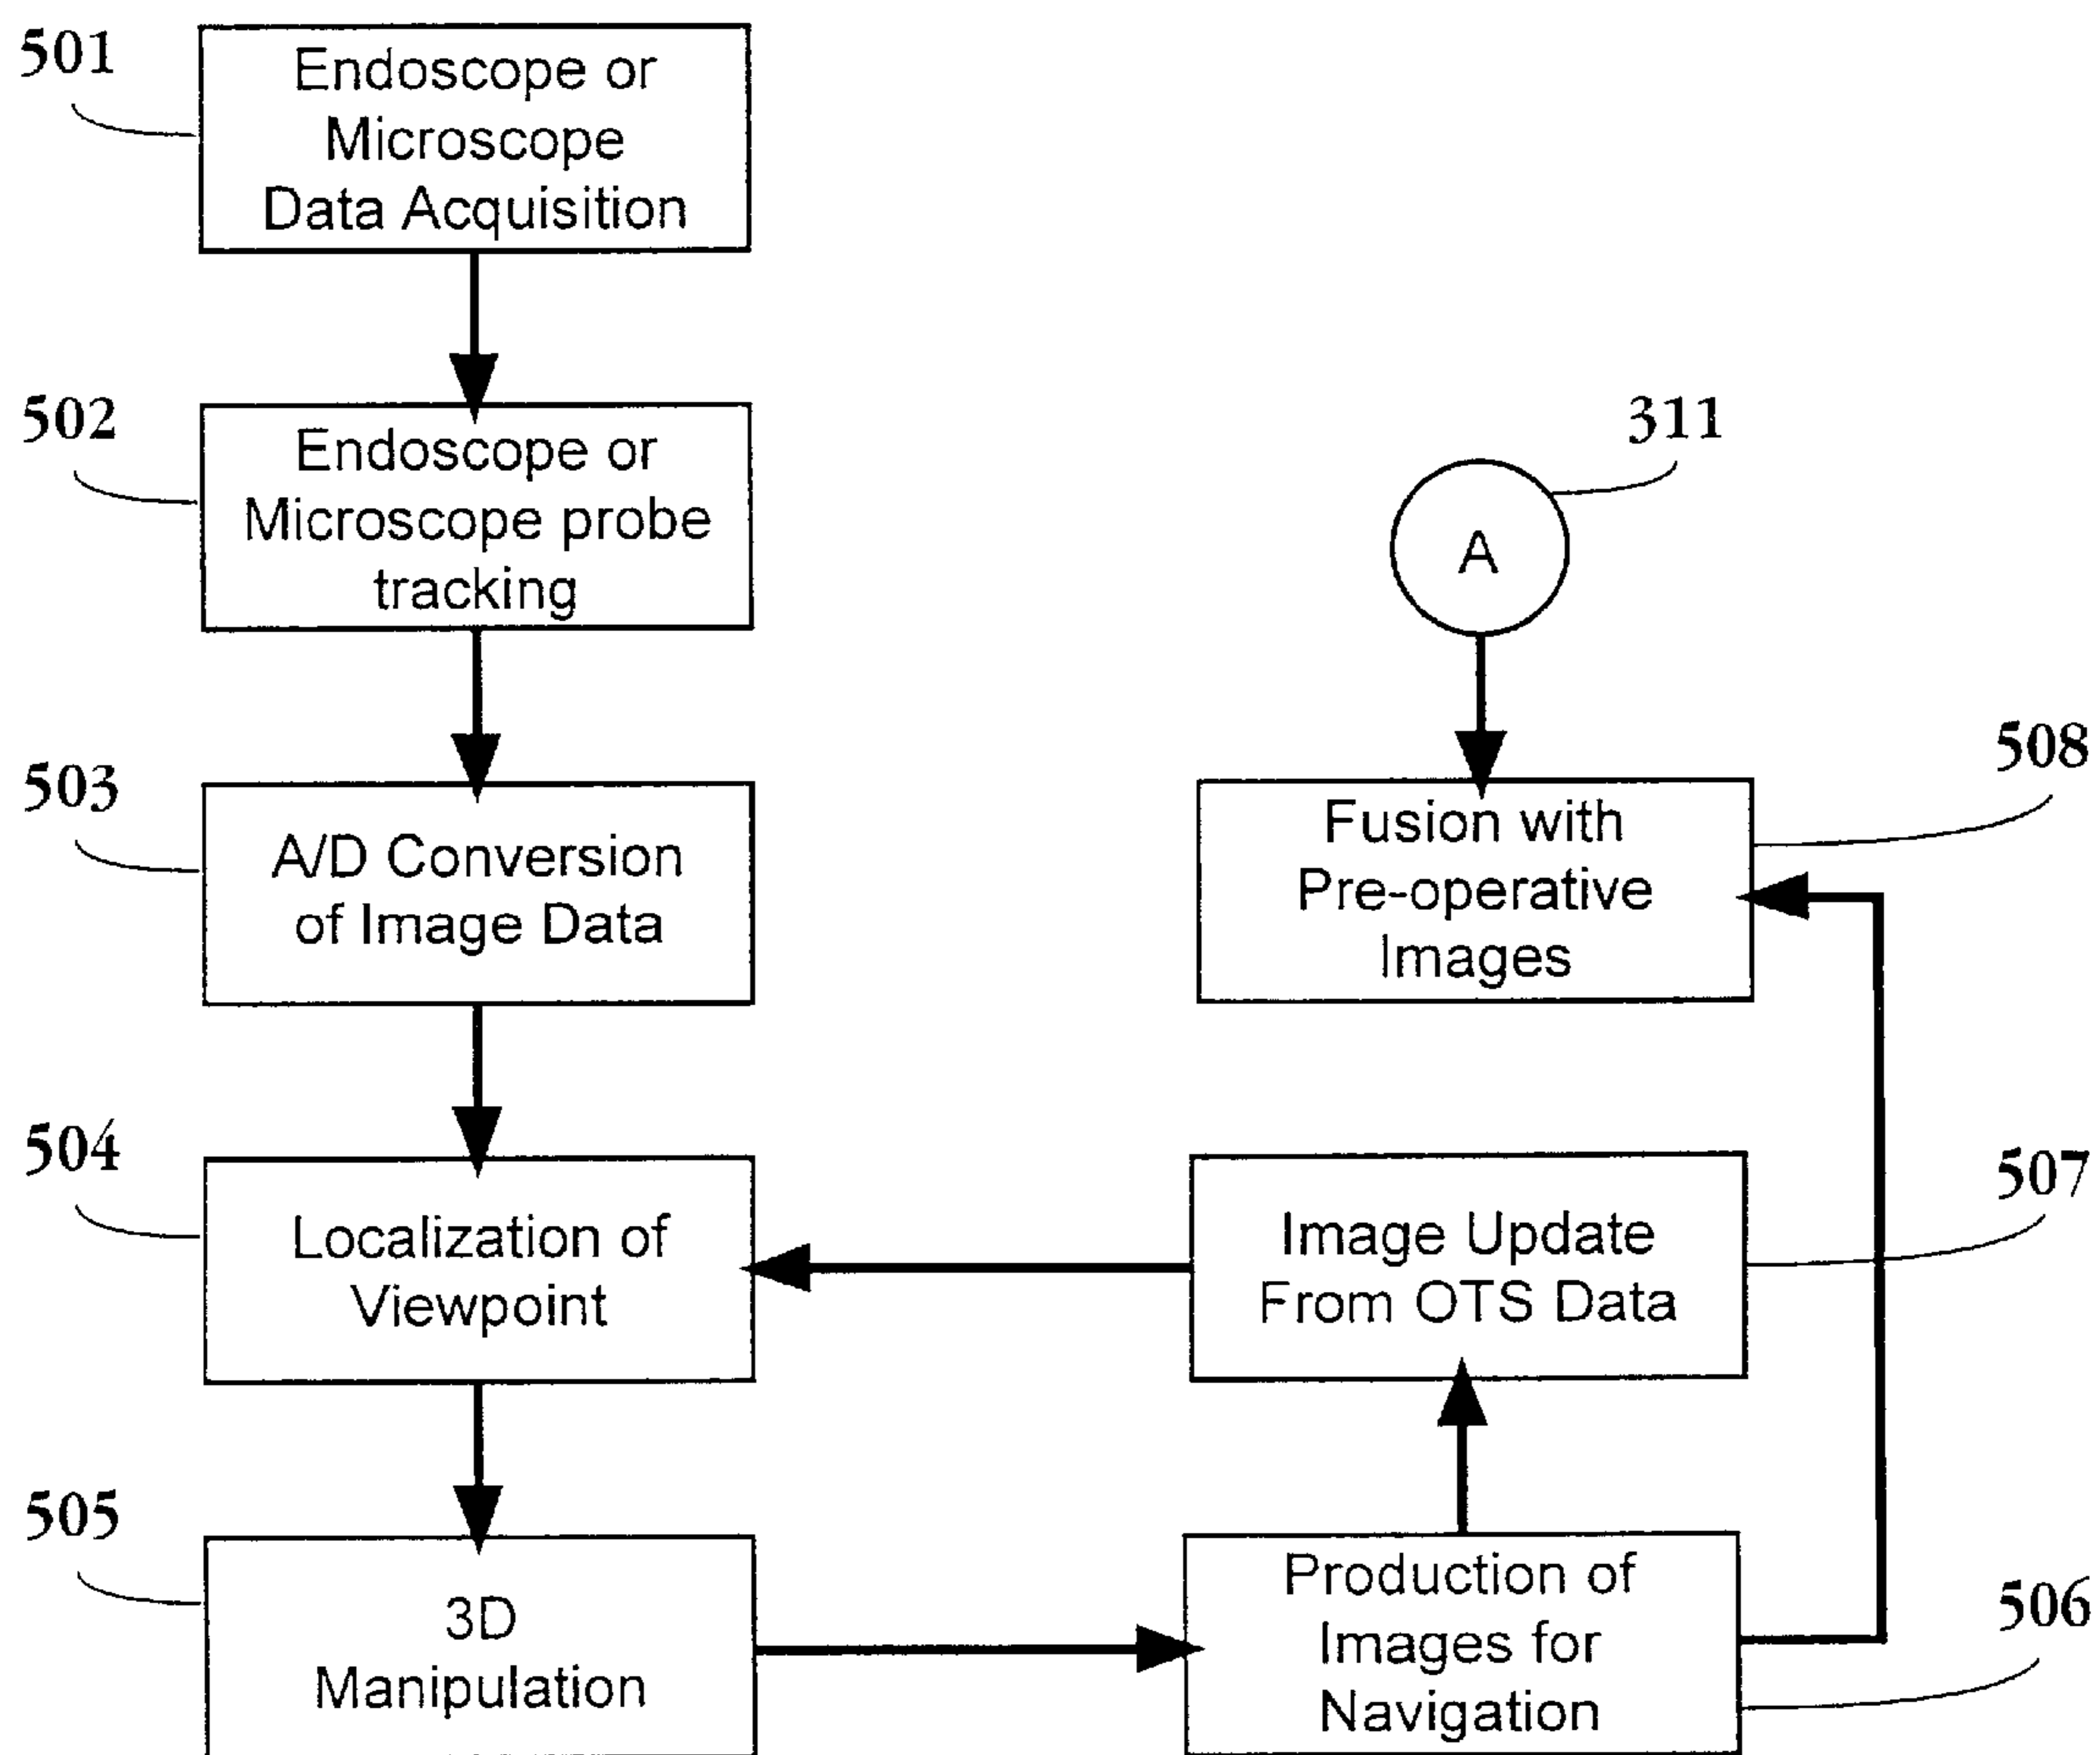 501
Endoscope or
Microscope
Data Acquisition
502
Endoscope or
Microscope probe
tracking
311
A
503
A/D Conversion
of Image Data
508
Fusion with
Pre-operative
Images
504
Localization of
Viewpoint
507
Image Update
From OTS Data
505
3D
Manipulation
506
Production of
Images for
Navigation